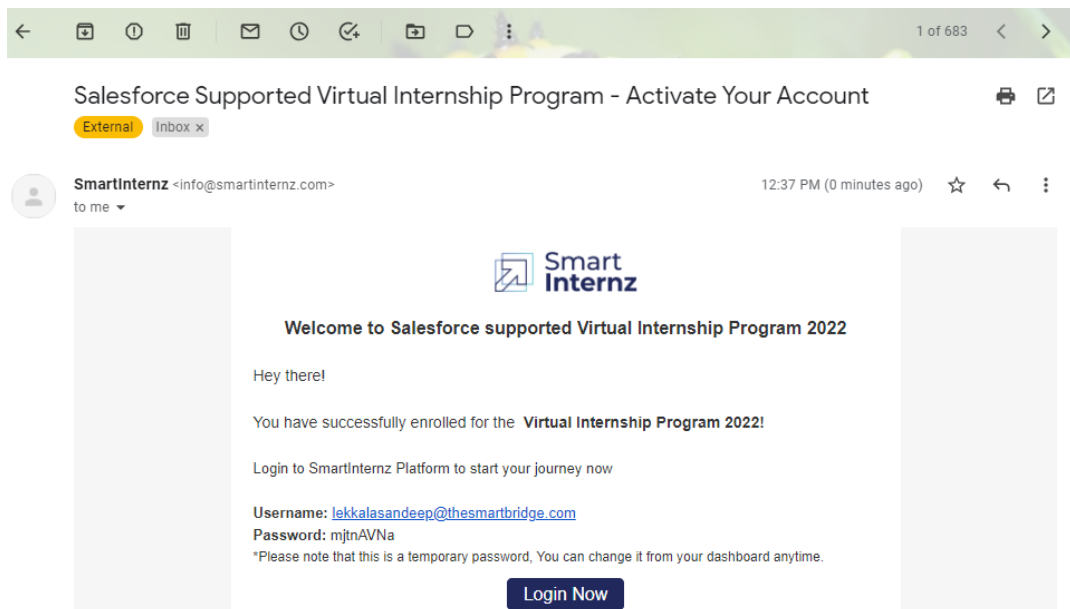 1 of 683
Salesforce Supported Virtual Internship Program - Activate Your Account
External Inbox x
SmartInternz <info@smartinternz.com> 12:37 PM (0 minutes ago)
to me
Smart
Internz
Welcome to Salesforce supported Virtual Internship Program 2022
Hey there!
You have successfully enrolled for the Virtual Internship Program 2022!
Login to SmartInternz Platform to start your journey now
Username: lekkalasandeep@thesmartbridge.com
Password: mjtnAVNa
*Please note that this is a temporary password, You can change it from your dashboard anytime.
Login Now